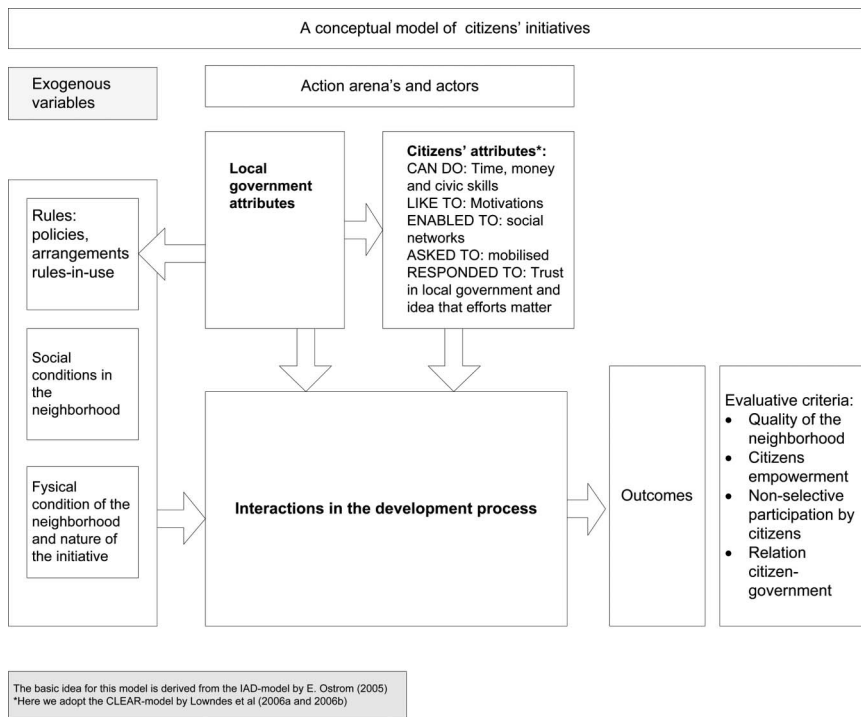 A conceptual model of citizens' initiatives
Exogenous
variables
Action arena's and actors
Local
government
attributes
Citizens' attributes*:
CAN DO: Time, money
and civic skills
LIKE TO: Motivations
ENABLED TO: social
networks
ASKED TO: mobilised
RESPONDED TO: Trust
in local government and
idea that efforts matter
Rules:
policies,
arrangements
rules-in-use
Social
conditions in
the
neighborhood
Fysical
condition of the
neighborhood
and nature of
the initiative
Interactions in the development process
Outcomes
Evaluative criteria:
• Quality of the
neighborhood
• Citizens
empowerment
• Non-selective
participation by
citizens
• Relation
citizen-
government
The basic idea for this model is derived from the IAD-model by E. Ostrom (2005)
*Here we adopt the CLEAR-model by Lowndes et al (2006a and 2006b)